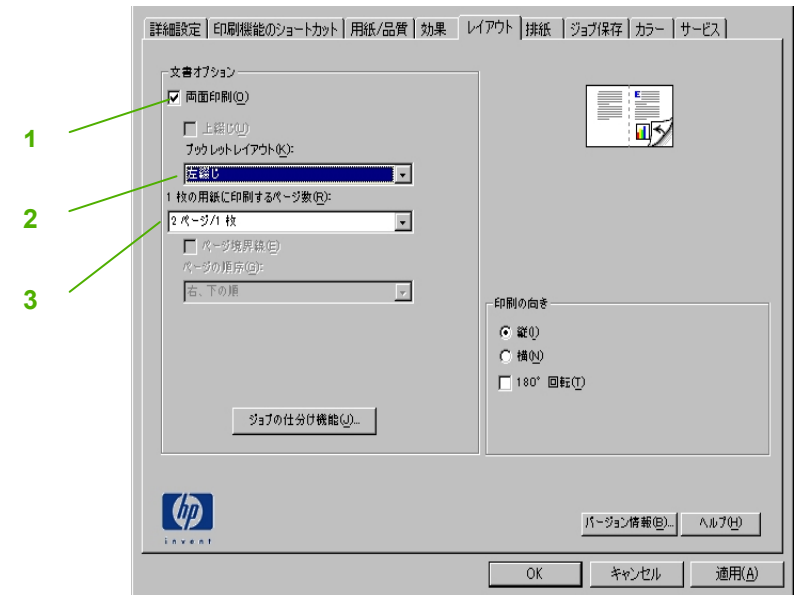 詳細設定 印刷機能のショートカット 用紙/品質 効果 レイアウト 排紙 ジョブ保存 カラー サービス
文書オプション
両面印刷(O)
1
上綴じ(U)
ブックレットレイアウト(K):
左綴じ
2
1 枚の用紙に印刷するページ数(R):
2 ページ/1 枚
ページ境界線(E)
ページの順序(G):
右、下の順
3
印刷の向き
縦(I)
横(N)
180° 回転(T)
ジョブの仕分け機能(J)...
hp
invent
バージョン情報(B)... ヘルプ(H)
OK キャンセル 適用(A)